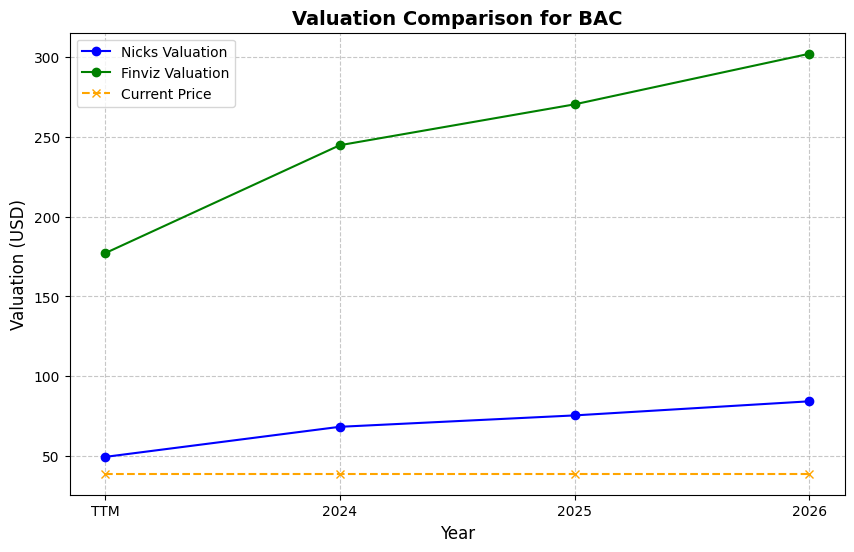 Valuation Comparison for BAC
Nicks Valuation
Finviz Valuation
Current Price
Valuation (USD)
300
250
200
150
100
50
TTM 2024 2025 2026
Year